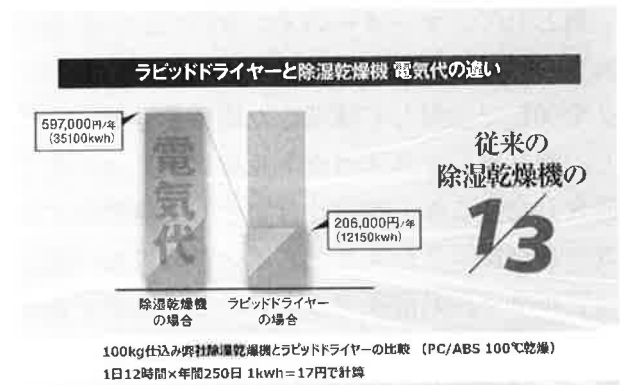 ラピッドドライヤーと除湿乾燥機 電気代の違い
597,000円/年
(35100kwh)
電気代
従来の
除湿乾燥機の
1/3
206,000円/年
(12150kwh)
除湿乾燥機
の場合
ラピッドドライヤー
の場合
100kg仕込み弊社除湿乾燥機とラピッドドライヤーの比較 (PC/ABS 100℃乾燥)
1日12時間×年間250日 1kwh=17円で計算